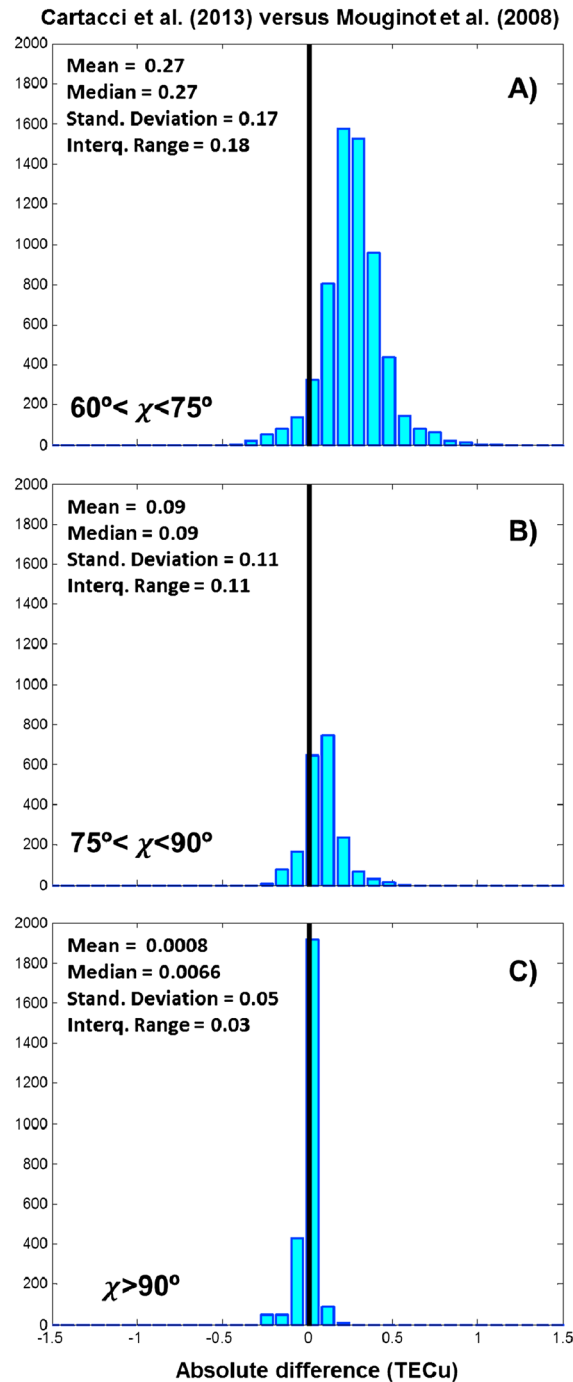 Cartacci et al. (2013) versus Mouginot et al. (2008)
2000
1800
1600
1400
1200
1000
800
600
400
200
0
Mean = 0.27
Median = 0.27
Stand. Deviation = 0.17
Interq. Range = 0.18
A)
60º< χ<75º
2000
1800
1600
1400
1200
1000
800
600
400
200
0
Mean = 0.09
Median = 0.09
Stand. Deviation = 0.11
Interq. Range = 0.11
B)
75º< χ<90º
2000
1800
1600
1400
1200
1000
800
600
400
200
0
Mean = 0.0008
Median = 0.0066
Stand. Deviation = 0.05
Interq. Range = 0.03
C)
χ>90º
-1.5 -1 -0.5 0 0.5 1 1.5
Absolute difference (TECu)